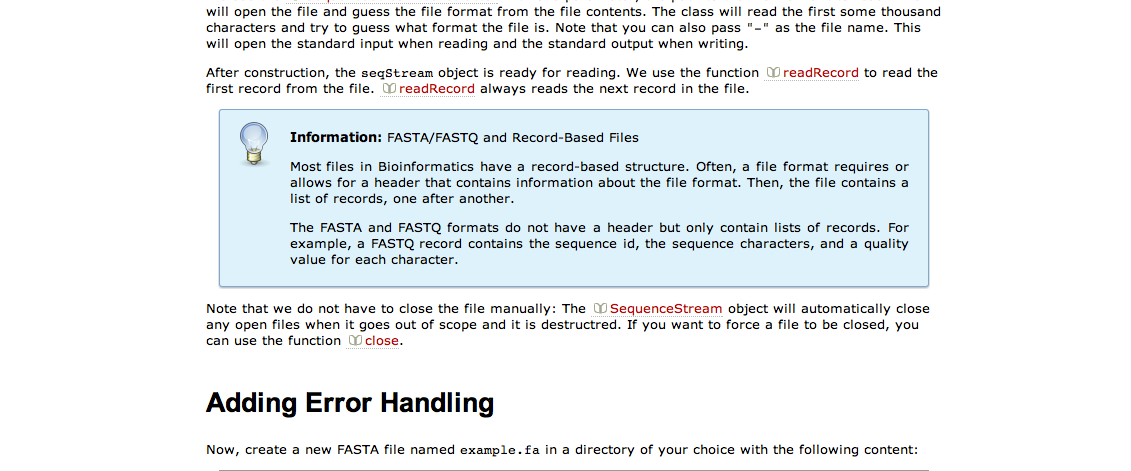 will open the file and guess the file format from the file contents. The class will read the first some thousand
characters and try to guess what format the file is. Note that you can also pass "-" as the file name. This
will open the standard input when reading and the standard output when writing.
After construction, the seqStream object is ready for reading. We use the function readRecord to read the
first record from the file. readRecord always reads the next record in the file.
Information: FASTA/FASTQ and Record-Based Files
Most files in Bioinformatics have a record-based structure. Often, a file format requires or
allows for a header that contains information about the file format. Then, the file contains a
list of records, one after another.
The FASTA and FASTQ formats do not have a header but only contain lists of records. For
example, a FASTQ record contains the sequence id, the sequence characters, and a quality
value for each character.
Note that we do not have to close the file manually: The SequenceStream object will automatically close
any open files when it goes out of scope and it is destructred. If you want to force a file to be closed, you
can use the function close.
Adding Error Handling
Now, create a new FASTA file named example.fa in a directory of your choice with the following content: